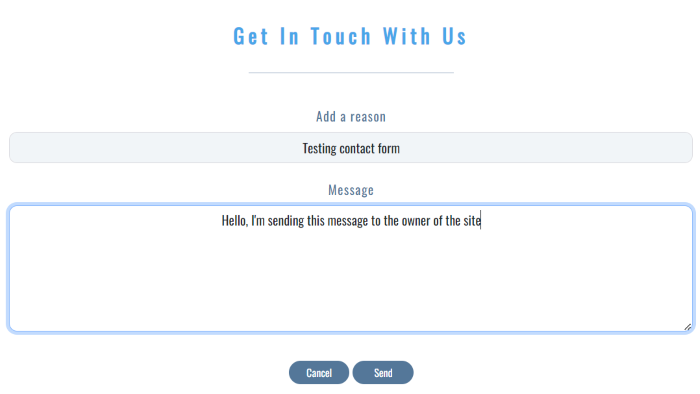 Get In Touch With Us
Add a reason
Testing contact form
Message
Hello, I'm sending this message to the owner of the site
Cancel Send